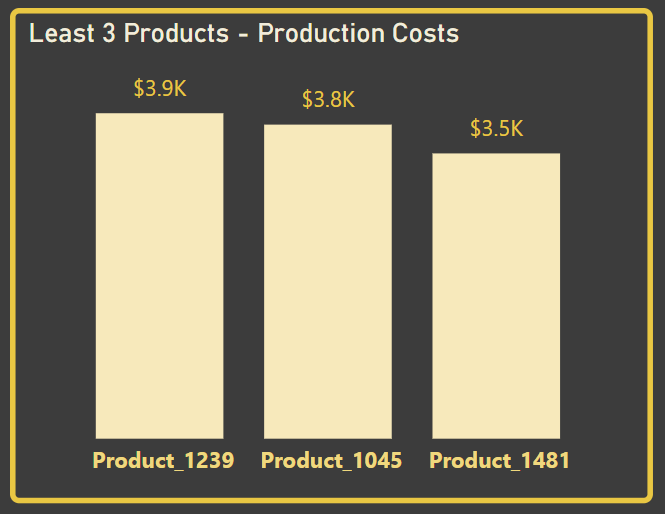 Least 3 Products - Production Costs
$3.9K
$3.8K
$3.5K
Product_1239
Product_1045
Product_1481